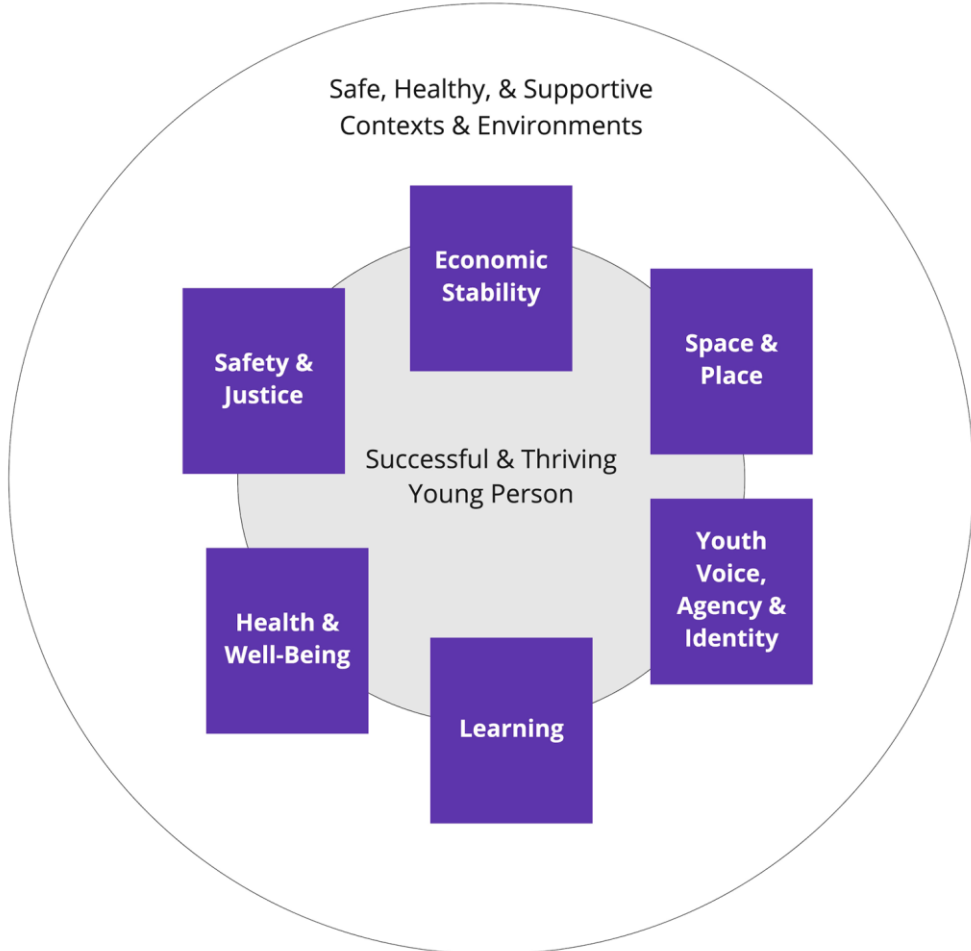 Safe, Healthy, & Supportive
Contexts & Environments
Economic
Stability
Space &
Place
Safety &
Justice
Successful & Thriving
Young Person
Youth
Voice,
Agency &
Identity
Health &
Well-Being
Learning